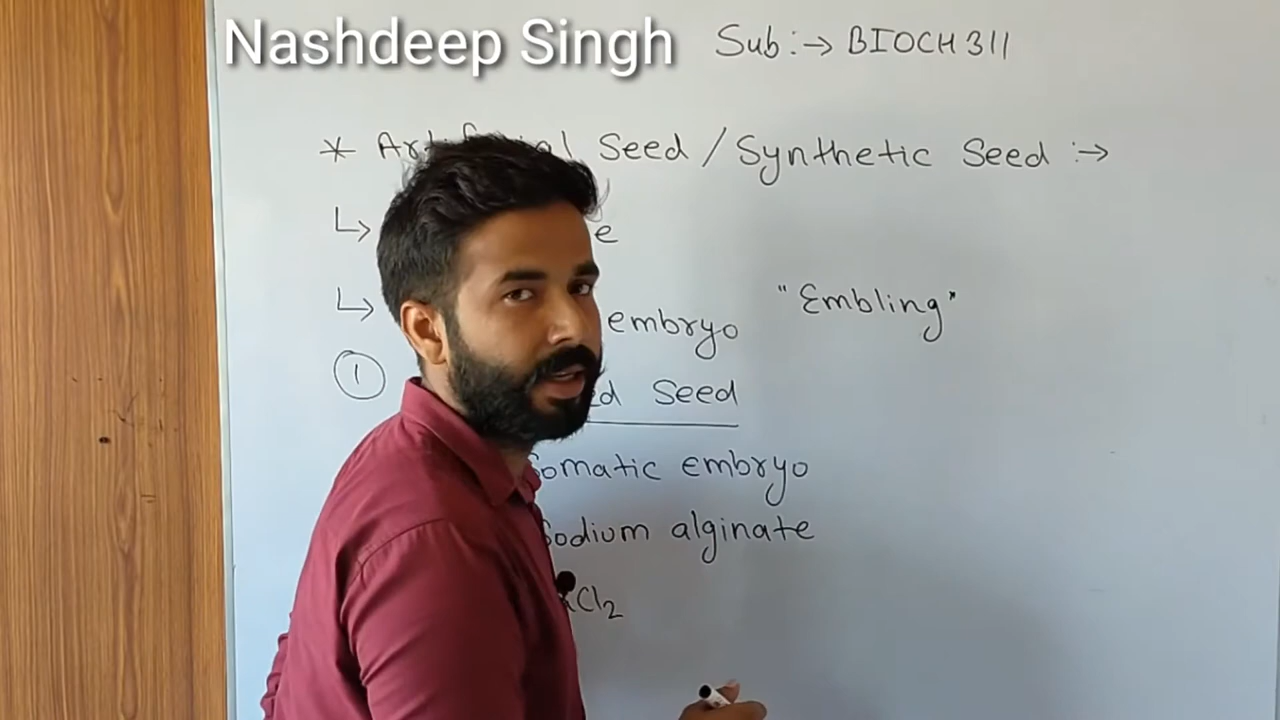 Nashdeep Singh
Sub :→ BIOCH 311
* Artificial Seed / Synthetic Seed :→
↳
↳ embryo "Embling"
① Seed
Somatic embryo
Sodium alginate
Cl2